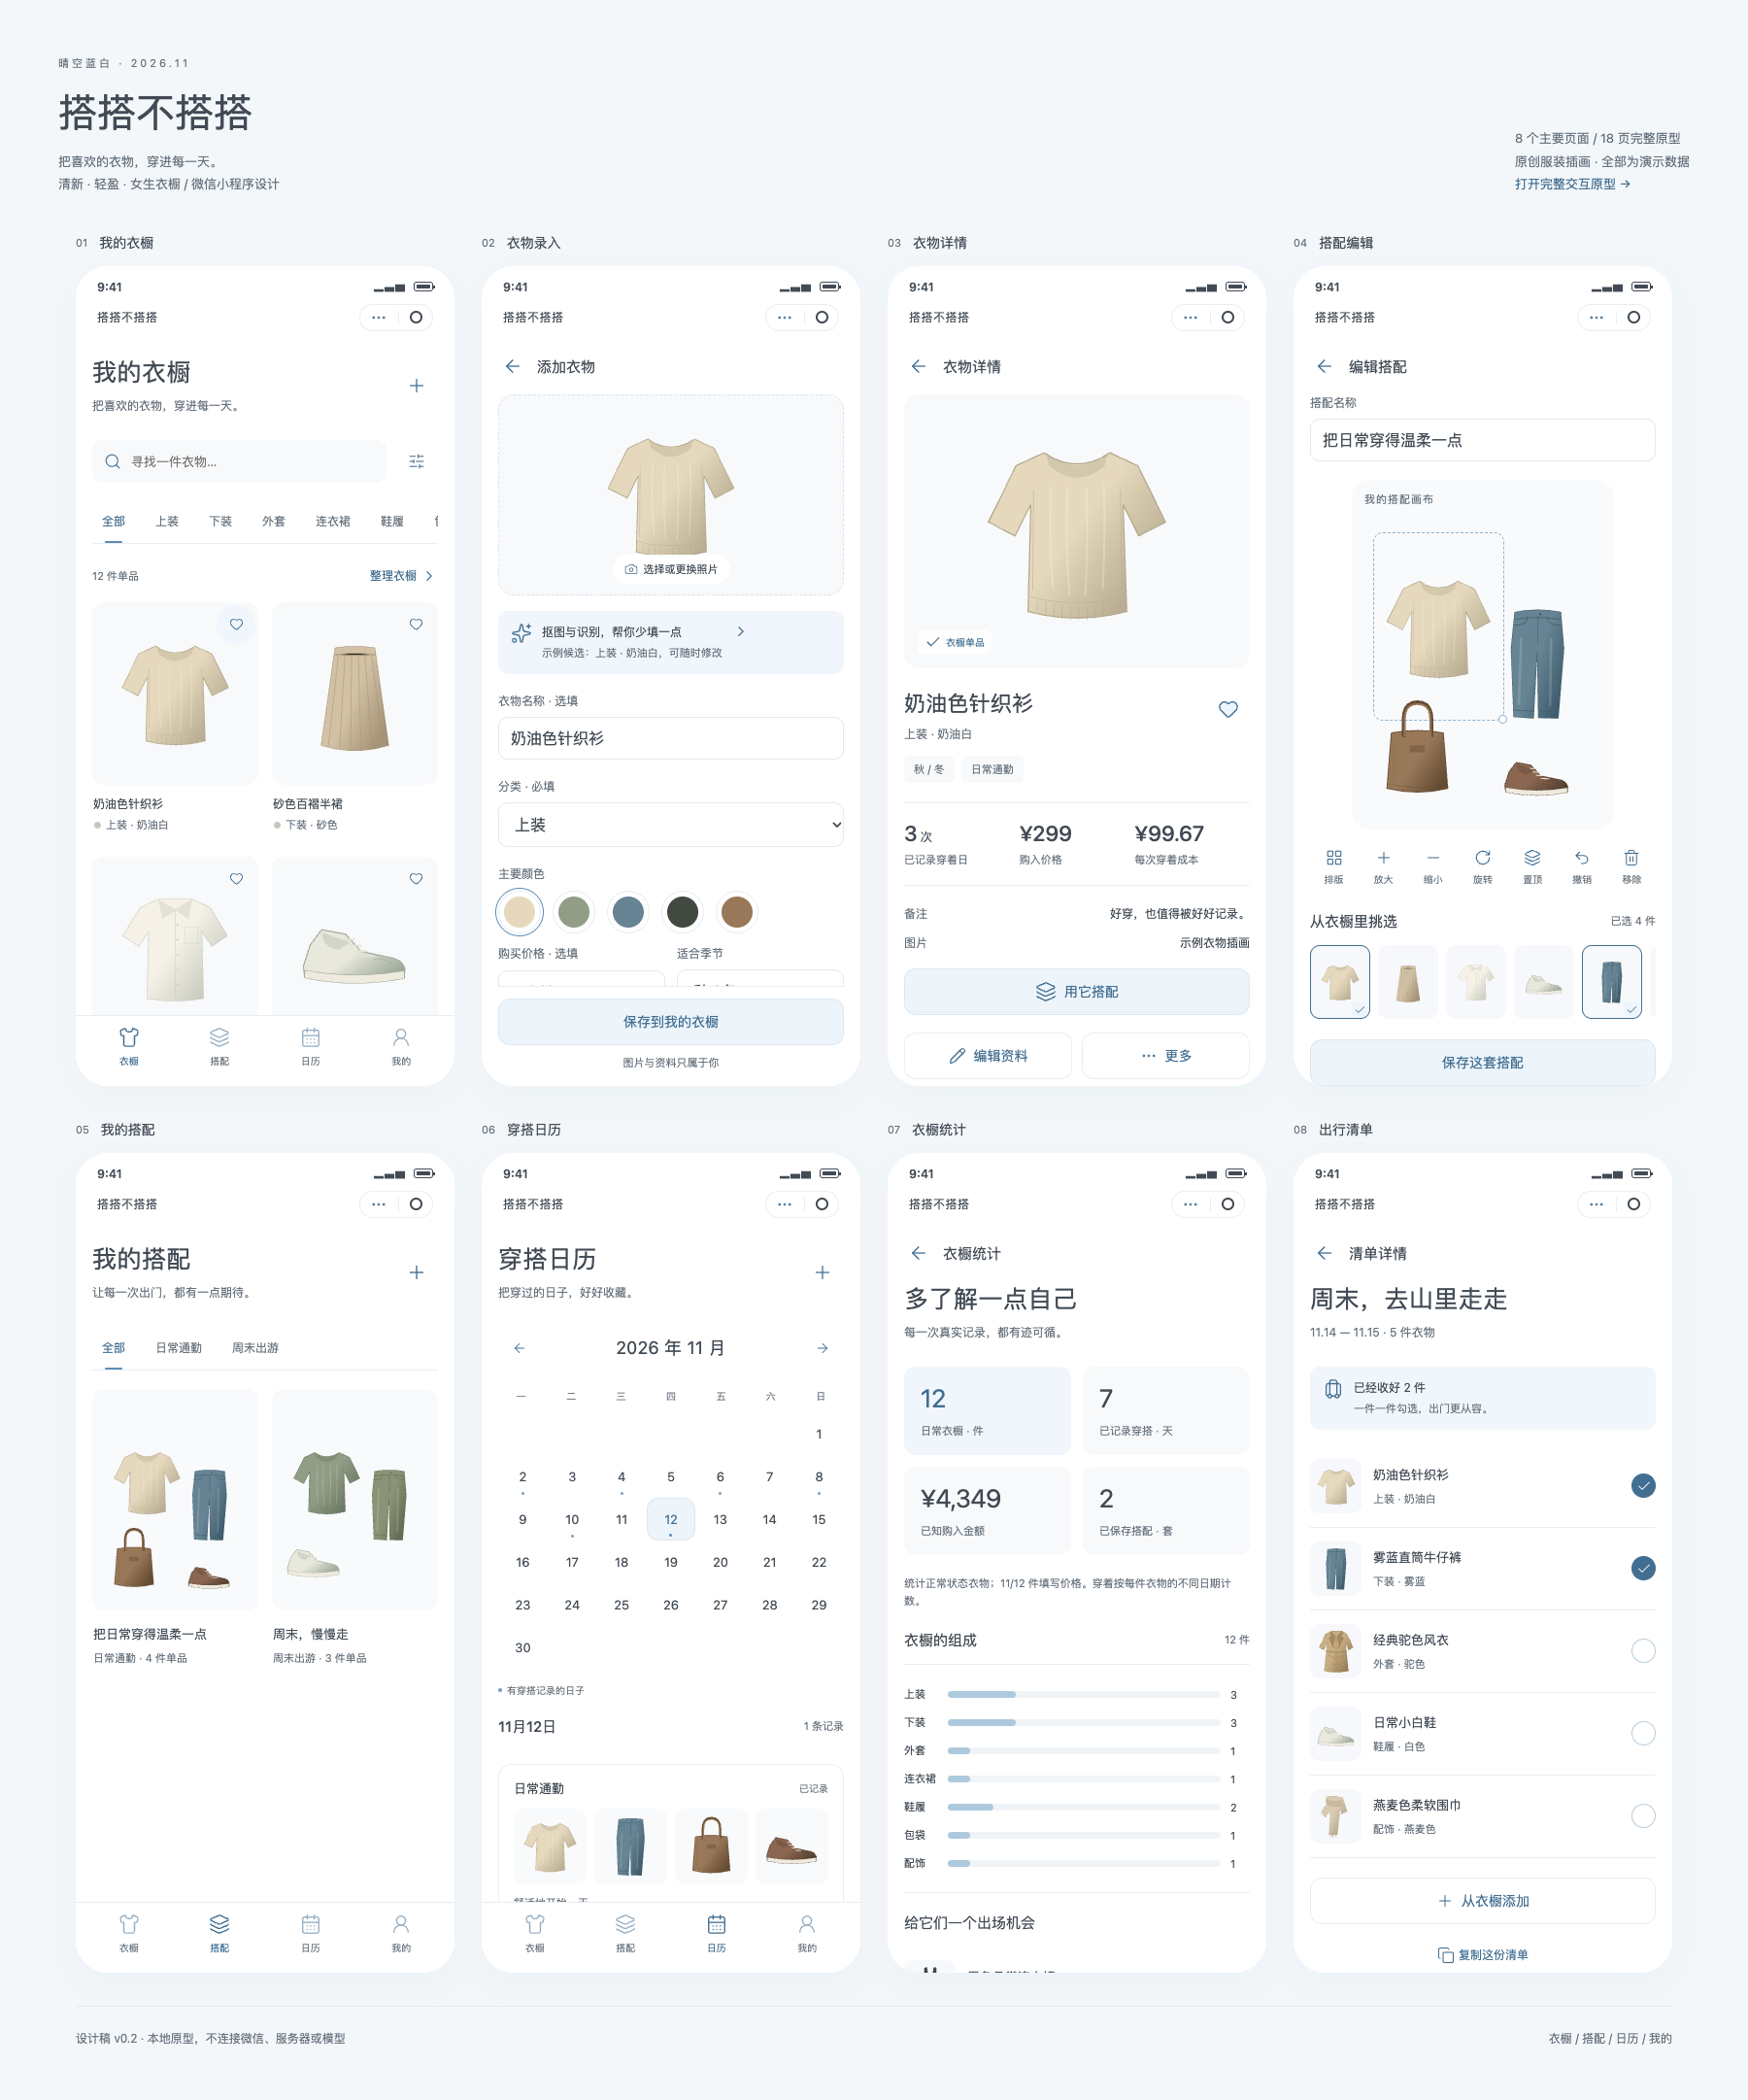 晴空蓝白 · 2026.11
搭搭不搭搭
把喜欢的衣物，穿进每一天。
清新 · 轻盈 · 女生衣橱 / 微信小程序设计
8 个主要页面 / 18 页完整原型
原创服装插画 · 全部为演示数据
打开完整交互原型 →
01 我的衣橱
9:41
搭搭不搭搭
我的衣橱
把喜欢的衣物，穿进每一天。
寻找一件衣物...
全部 上装 下装 外套 连衣裙 鞋履
12 件单品 整理衣橱
奶油色针织衫
上装 · 奶油白
砂色百褶半裙
下装 · 砂色
衣橱 搭配 日历 我的
02 衣物录入
9:41
搭搭不搭搭
添加衣物
选择或更换照片
抠图与识别，帮你少填一点
示例候选：上装 · 奶油白，可随时修改
衣物名称 · 选填
奶油色针织衫
分类 · 必填
上装
主要颜色
购买价格 · 选填 适合季节
保存到我的衣橱
图片与资料只属于你
03 衣物详情
9:41
搭搭不搭搭
衣物详情
衣橱单品
奶油色针织衫
上装 · 奶油白
秋 / 冬 日常通勤
3 次 ¥299 ¥99.67
已记录穿着日 购入价格 每次穿着成本
备注 好穿，也值得被好好记录。
图片 示例衣物插画
用它搭配
编辑资料 更多
04 搭配编辑
9:41
搭搭不搭搭
编辑搭配
搭配名称
把日常穿得温柔一点
我的搭配画布
排版 放大 缩小 旋转 置顶 撤销 移除
从衣橱里挑选 已选 4 件
保存这套搭配
05 我的搭配
9:41
搭搭不搭搭
我的搭配
让每一次出门，都有一点期待。
全部 日常通勤 周末出游
把日常穿得温柔一点
日常通勤 · 4 件单品
周末，慢慢走
周末出游 · 3 件单品
衣橱 搭配 日历 我的
06 穿搭日历
9:41
搭搭不搭搭
穿搭日历
把穿过的日子，好好收藏。
2026 年 11 月
一 二 三 四 五 六 日
1
2 3 4 5 6 7 8
9 10 11 12 13 14 15
16 17 18 19 20 21 22
23 24 25 26 27 28 29
30
有穿搭记录的日子
11月12日 1 条记录
日常通勤 已记录
衣橱 搭配 日历 我的
07 衣橱统计
9:41
搭搭不搭搭
衣橱统计
多了解一点自己
每一次真实记录，都有迹可循。
12
日常衣橱 · 件
7
已记录穿搭 · 天
¥4,349
已知购入金额
2
已保存搭配 · 套
统计正常状态衣物；11/12 件填写价格。穿着按每件衣物的不同日期计
数。
衣橱的组成 12 件
上装 3
下装 3
外套 1
连衣裙 1
鞋履 2
包袋 1
配饰 1
给它们一个出场机会
08 出行清单
9:41
搭搭不搭搭
清单详情
周末，去山里走走
11.14 — 11.15 · 5 件衣物
已经收好 2 件
一件一件勾选，出门更从容。
奶油色针织衫
上装 · 奶油白
雾蓝直筒牛仔裤
下装 · 雾蓝
经典驼色风衣
外套 · 驼色
日常小白鞋
鞋履 · 白色
燕麦色柔软围巾
配饰 · 燕麦色
从衣橱添加
复制这份清单
设计稿 v0.2 · 本地原型，不连接微信、服务器或模型
衣橱 / 搭配 / 日历 / 我的